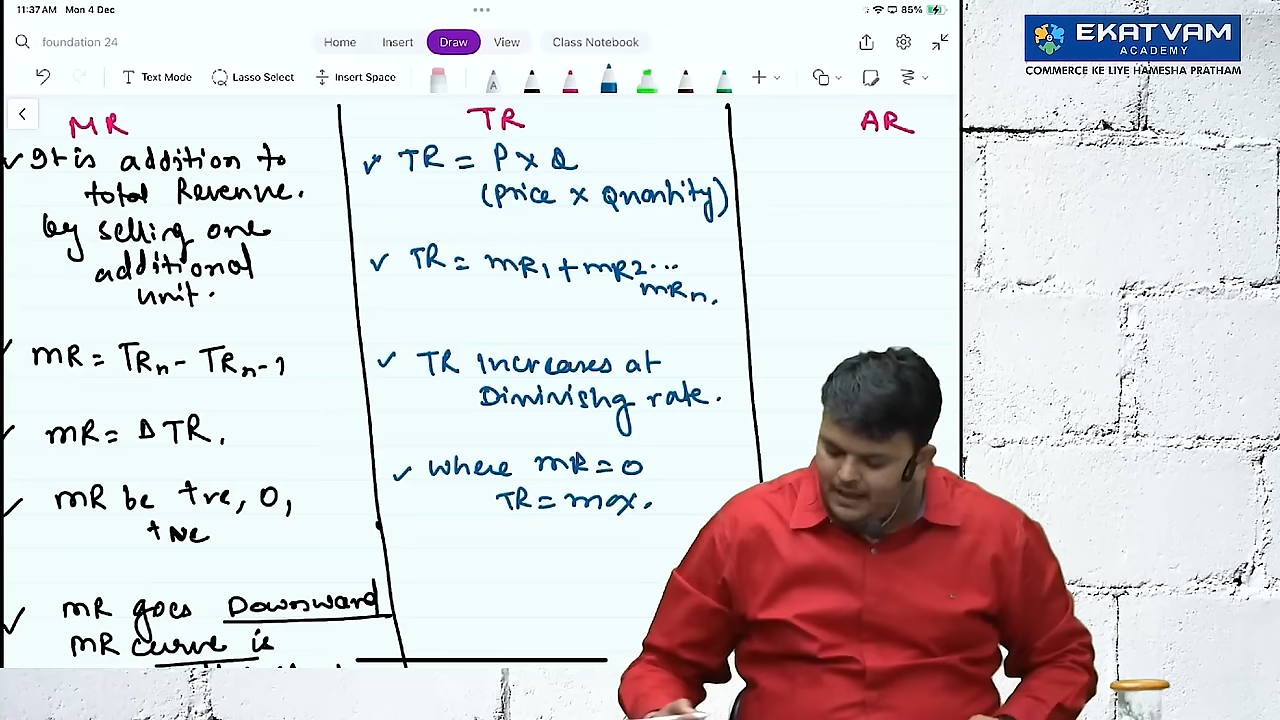 11:37 AM Mon 4 Dec
85%
EKATVAM
ACADEMY
COMMERCE KE LIYE HAMESHA PRATHAM
foundation 24
Home Insert Draw View Class Notebook
Text Mode Lasso Select Insert Space
MR
It is addition to
total Revenue.
by selling one
additional
unit.
MR = TRn - TRn-1
MR = Δ TR.
MR be +ve, 0,
+ve
MR goes Downward
MR curve is
TR
TR = P x Q
(Price x Quantity)
TR = MR1 + MR2...
MRn.
TR Increases at
Diminishg rate.
Where MR = 0
TR = max.
AR